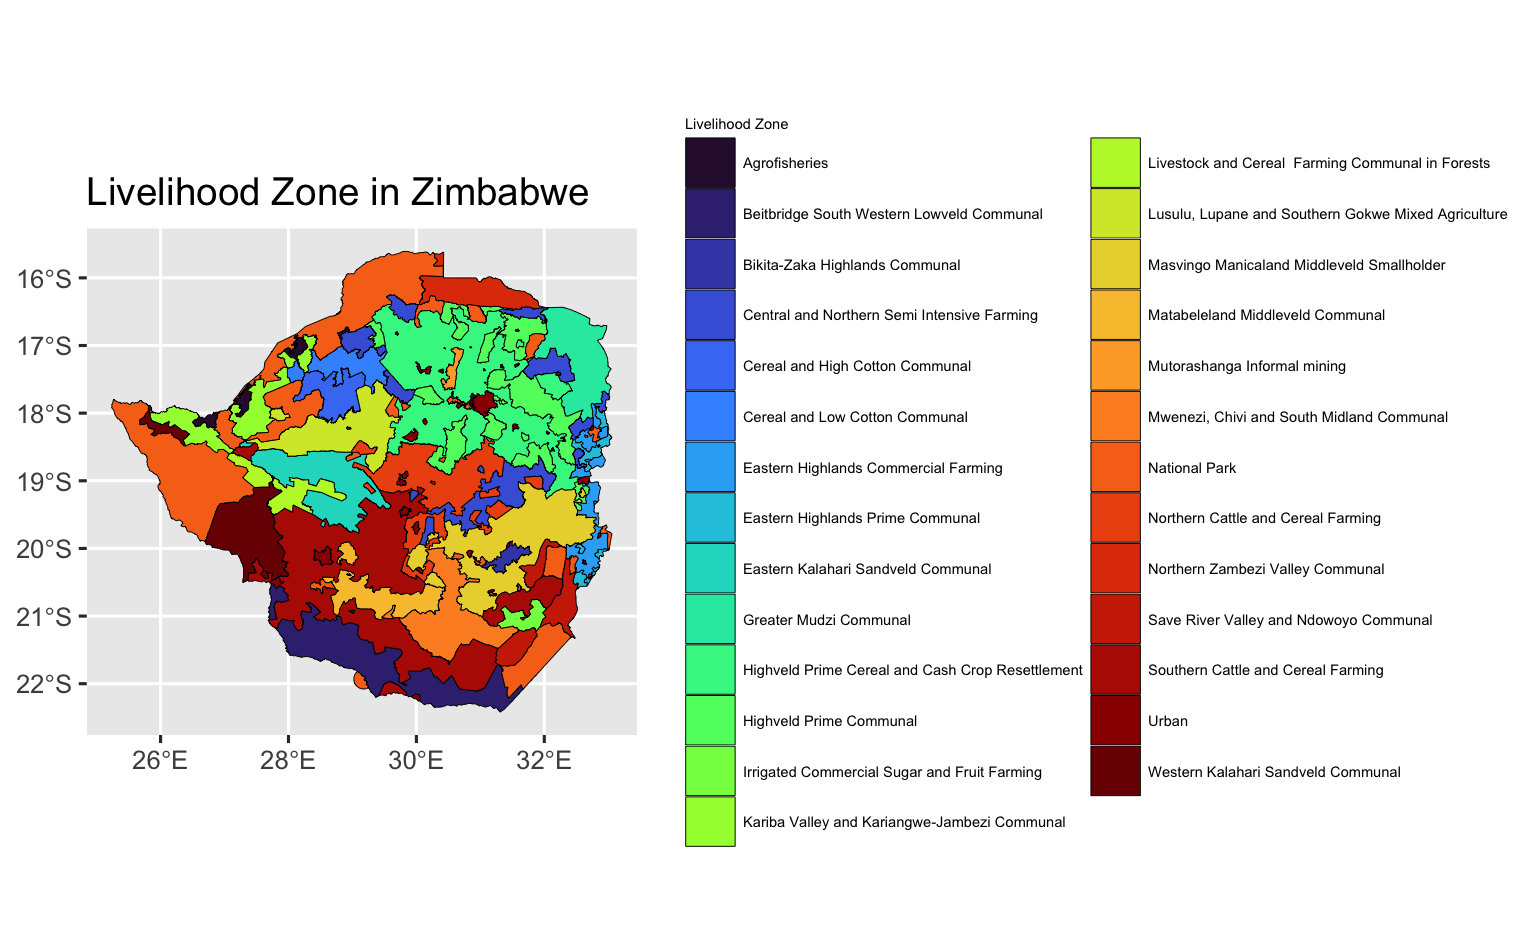 Livelihood Zone in Zimbabwe
16°S
17°S
18°S
19°S
20°S
21°S
22°S
26°E
28°E
30°E
32°E
Livelihood Zone
Agrofisheries
Beitbridge South Western Lowveld Communal
Bikita-Zaka Highlands Communal
Central and Northern Semi Intensive Farming
Cereal and High Cotton Communal
Cereal and Low Cotton Communal
Eastern Highlands Commercial Farming
Eastern Highlands Prime Communal
Eastern Kalahari Sandveld Communal
Greater Mudzi Communal
Highveld Prime Cereal and Cash Crop Resettlement
Highveld Prime Communal
Irrigated Commercial Sugar and Fruit Farming
Kariba Valley and Kariangwe-Jambezi Communal
Livestock and Cereal  Farming Communal in Forests
Lusulu, Lupane and Southern Gokwe Mixed Agriculture
Masvingo Manicaland Middleveld Smallholder
Matabeleland Middleveld Communal
Mutorashanga Informal mining
Mwenezi, Chivi and South Midland Communal
National Park
Northern Cattle and Cereal Farming
Northern Zambezi Valley Communal
Save River Valley and Ndowoyo Communal
Southern Cattle and Cereal Farming
Urban
Western Kalahari Sandveld Communal